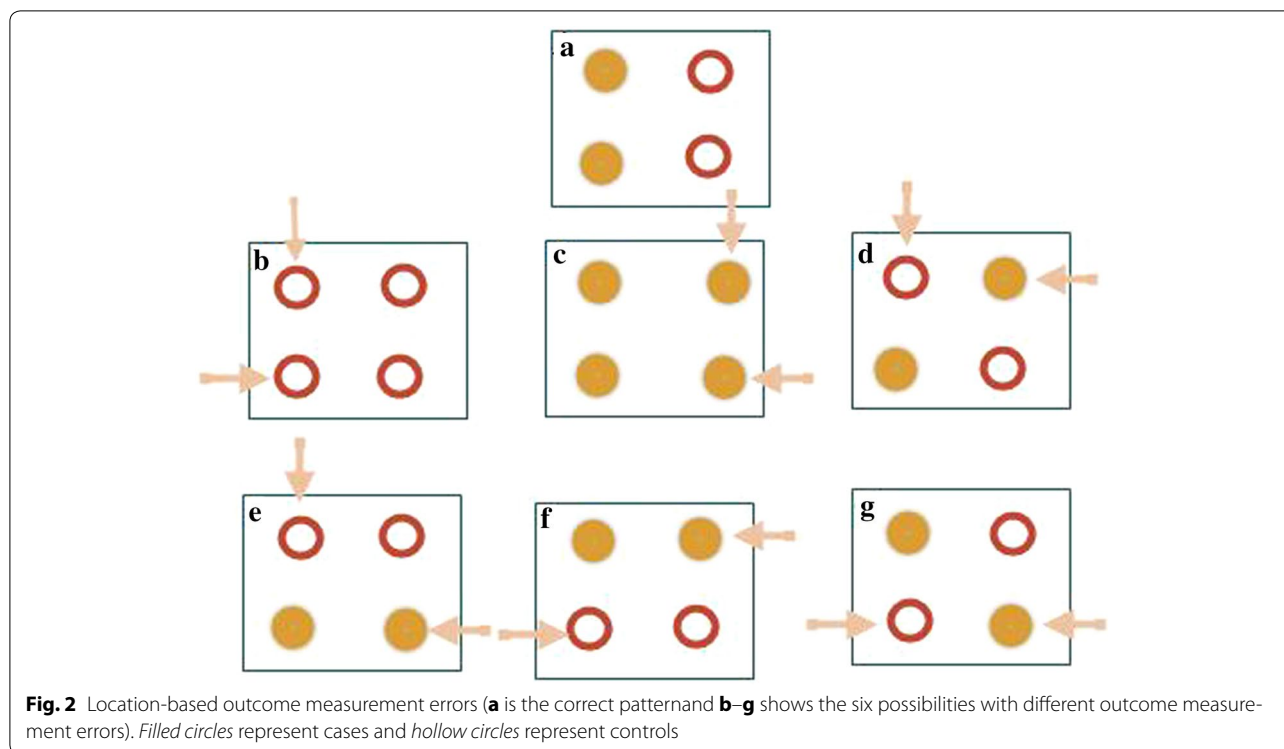 a
b
c
d
e
f
g
Fig. 2 Location-based outcome measurement errors (a is the correct patternand b–g shows the six possibilities with different outcome measure-
ment errors). Filled circles represent cases and hollow circles represent controls